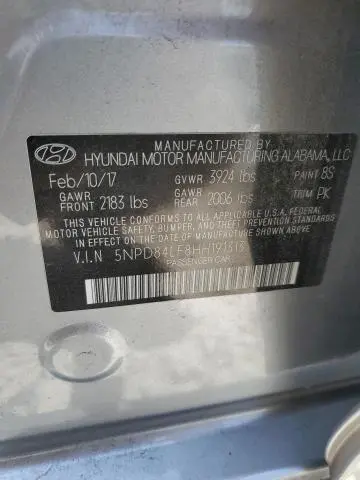 MANUFACTURED BY
HYUNDAI MOTOR MANUFACTURING ALABAMA, LLC
Feb/10/17 GVWR 3924 lbs PAINT 8S
GAWR FRONT 2183 lbs GAWR REAR 2006 lbs TRIM PK
THIS VEHICLE CONFORMS TO ALL APPLICABLE U.S.A. FEDERAL
MOTOR VEHICLE SAFETY, BUMPER, AND THEFT PREVENTION
STANDARDS IN EFFECT ON THE DATE OF MANUFACTURE SHOWN ABOVE
V.I.N 5NPD84LF8HH191313
PASSENGER CAR